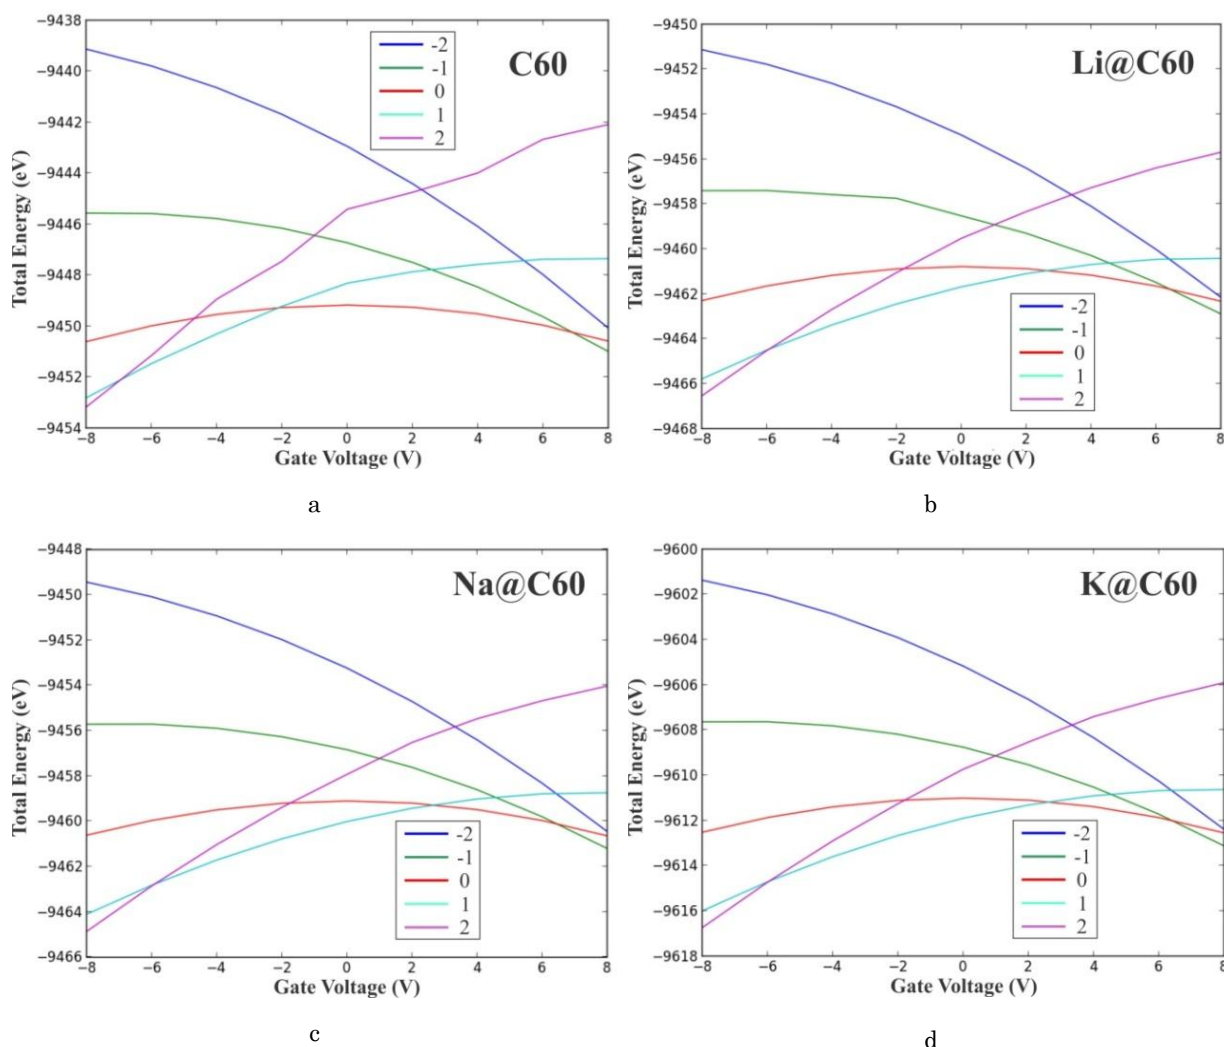 C60
Total Energy (eV)
−9438
−9440
−9442
−9444
−9446
−9448
−9450
−9452
−9454
-2
-1
0
1
2
−8 −6 −4 −2 0 2 4 6 8
Gate Voltage (V)
a
Li@C60
Total Energy (eV)
−9450
−9452
−9454
−9456
−9458
−9460
−9462
−9464
−9466
−9468
-2
-1
0
1
2
−8 −6 −4 −2 0 2 4 6 8
Gate Voltage (V)
b
Na@C60
Total Energy (eV)
−9448
−9450
−9452
−9454
−9456
−9458
−9460
−9462
−9464
−9466
-2
-1
0
1
2
−8 −6 −4 −2 0 2 4 6 8
Gate Voltage (V)
c
K@C60
Total Energy (eV)
−9600
−9602
−9604
−9606
−9608
−9610
−9612
−9614
−9616
−9618
-2
-1
0
1
2
−8 −6 −4 −2 0 2 4 6 8
Gate Voltage (V)
d